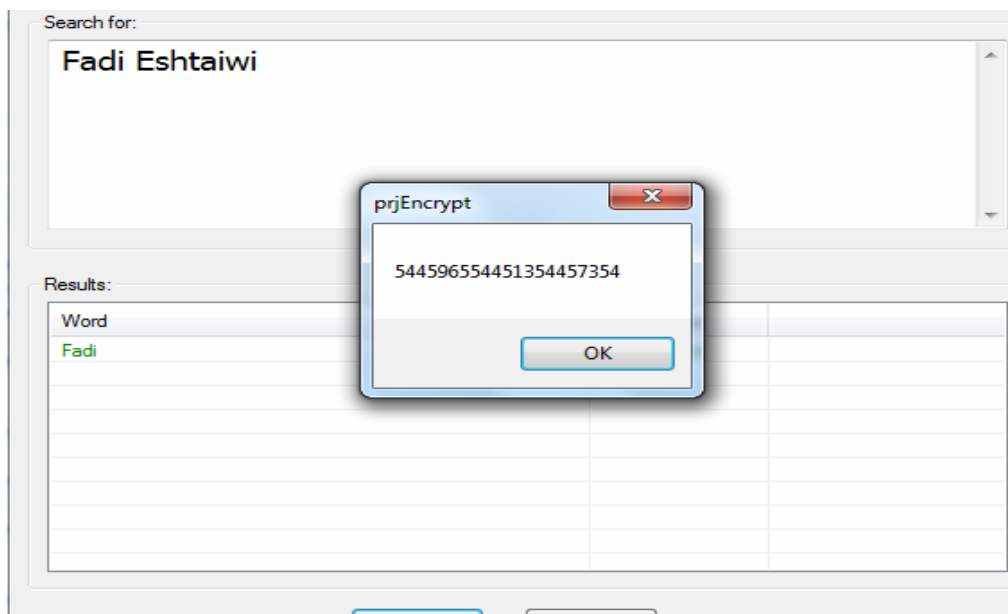 Search for:
Fadi Eshtaiwi
prjEncrypt
544596554451354457354
OK
Results:
Word
Fadi